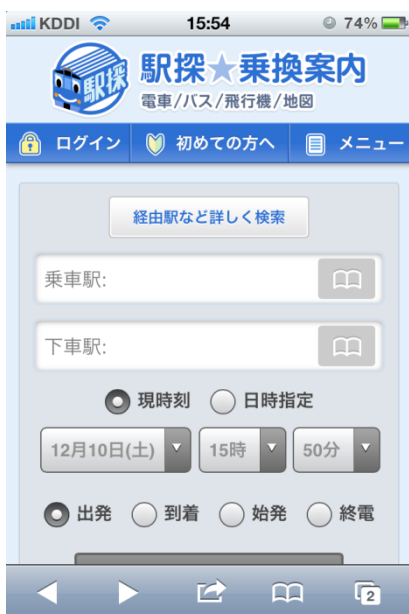 KDDI 15:54 74%
駅探
駅探★乗換案内
電車/バス/飛行機/地図
ログイン 初めての方へ メニュー
経由駅など詳しく検索
乗車駅:
下車駅:
現時刻 日時指定
12月10日(土) 15時 50分
出発 到着 始発 終電
2